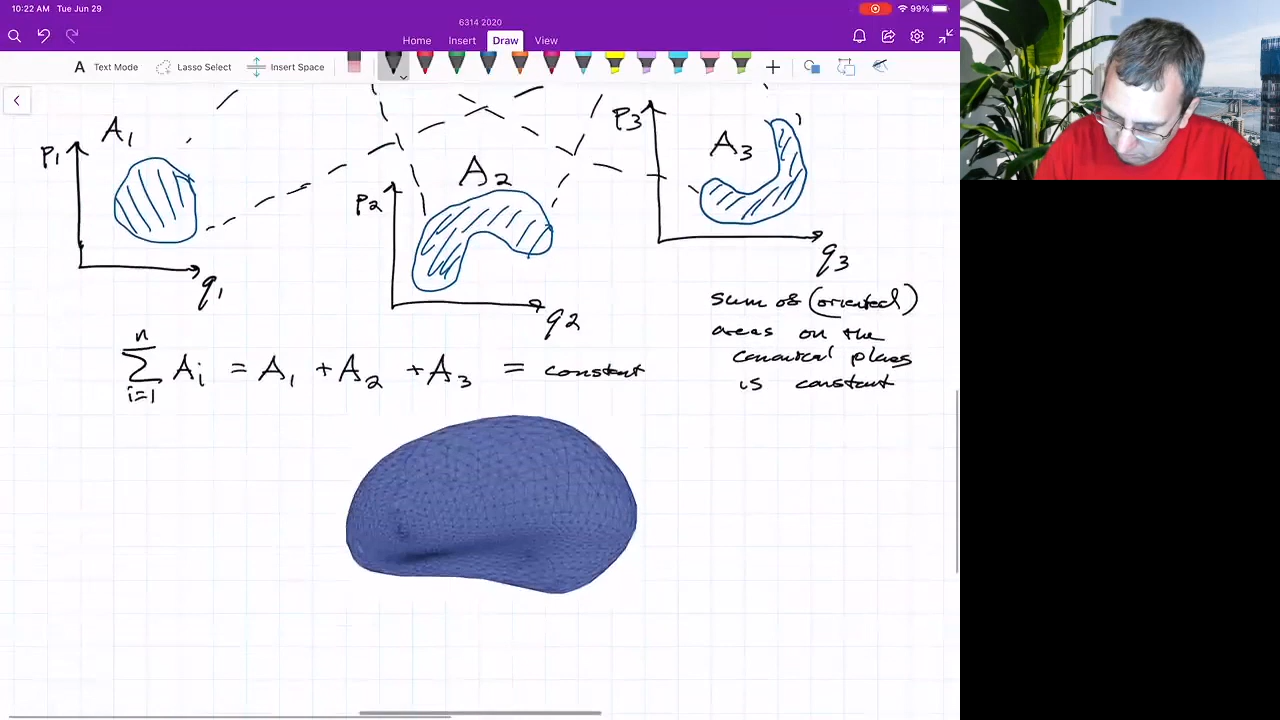 10:22 AM Tue Jun 29
99%
6314 2020
Home Insert Draw View
Text Mode Lasso Select Insert Space
A1
p1
q1
A2
p2
q2
A3
p3
q3
sum of (oriented)
areas on the
canonical planes
is constant
n
∑ Ai = A1 + A2 + A3 = constant
i=1